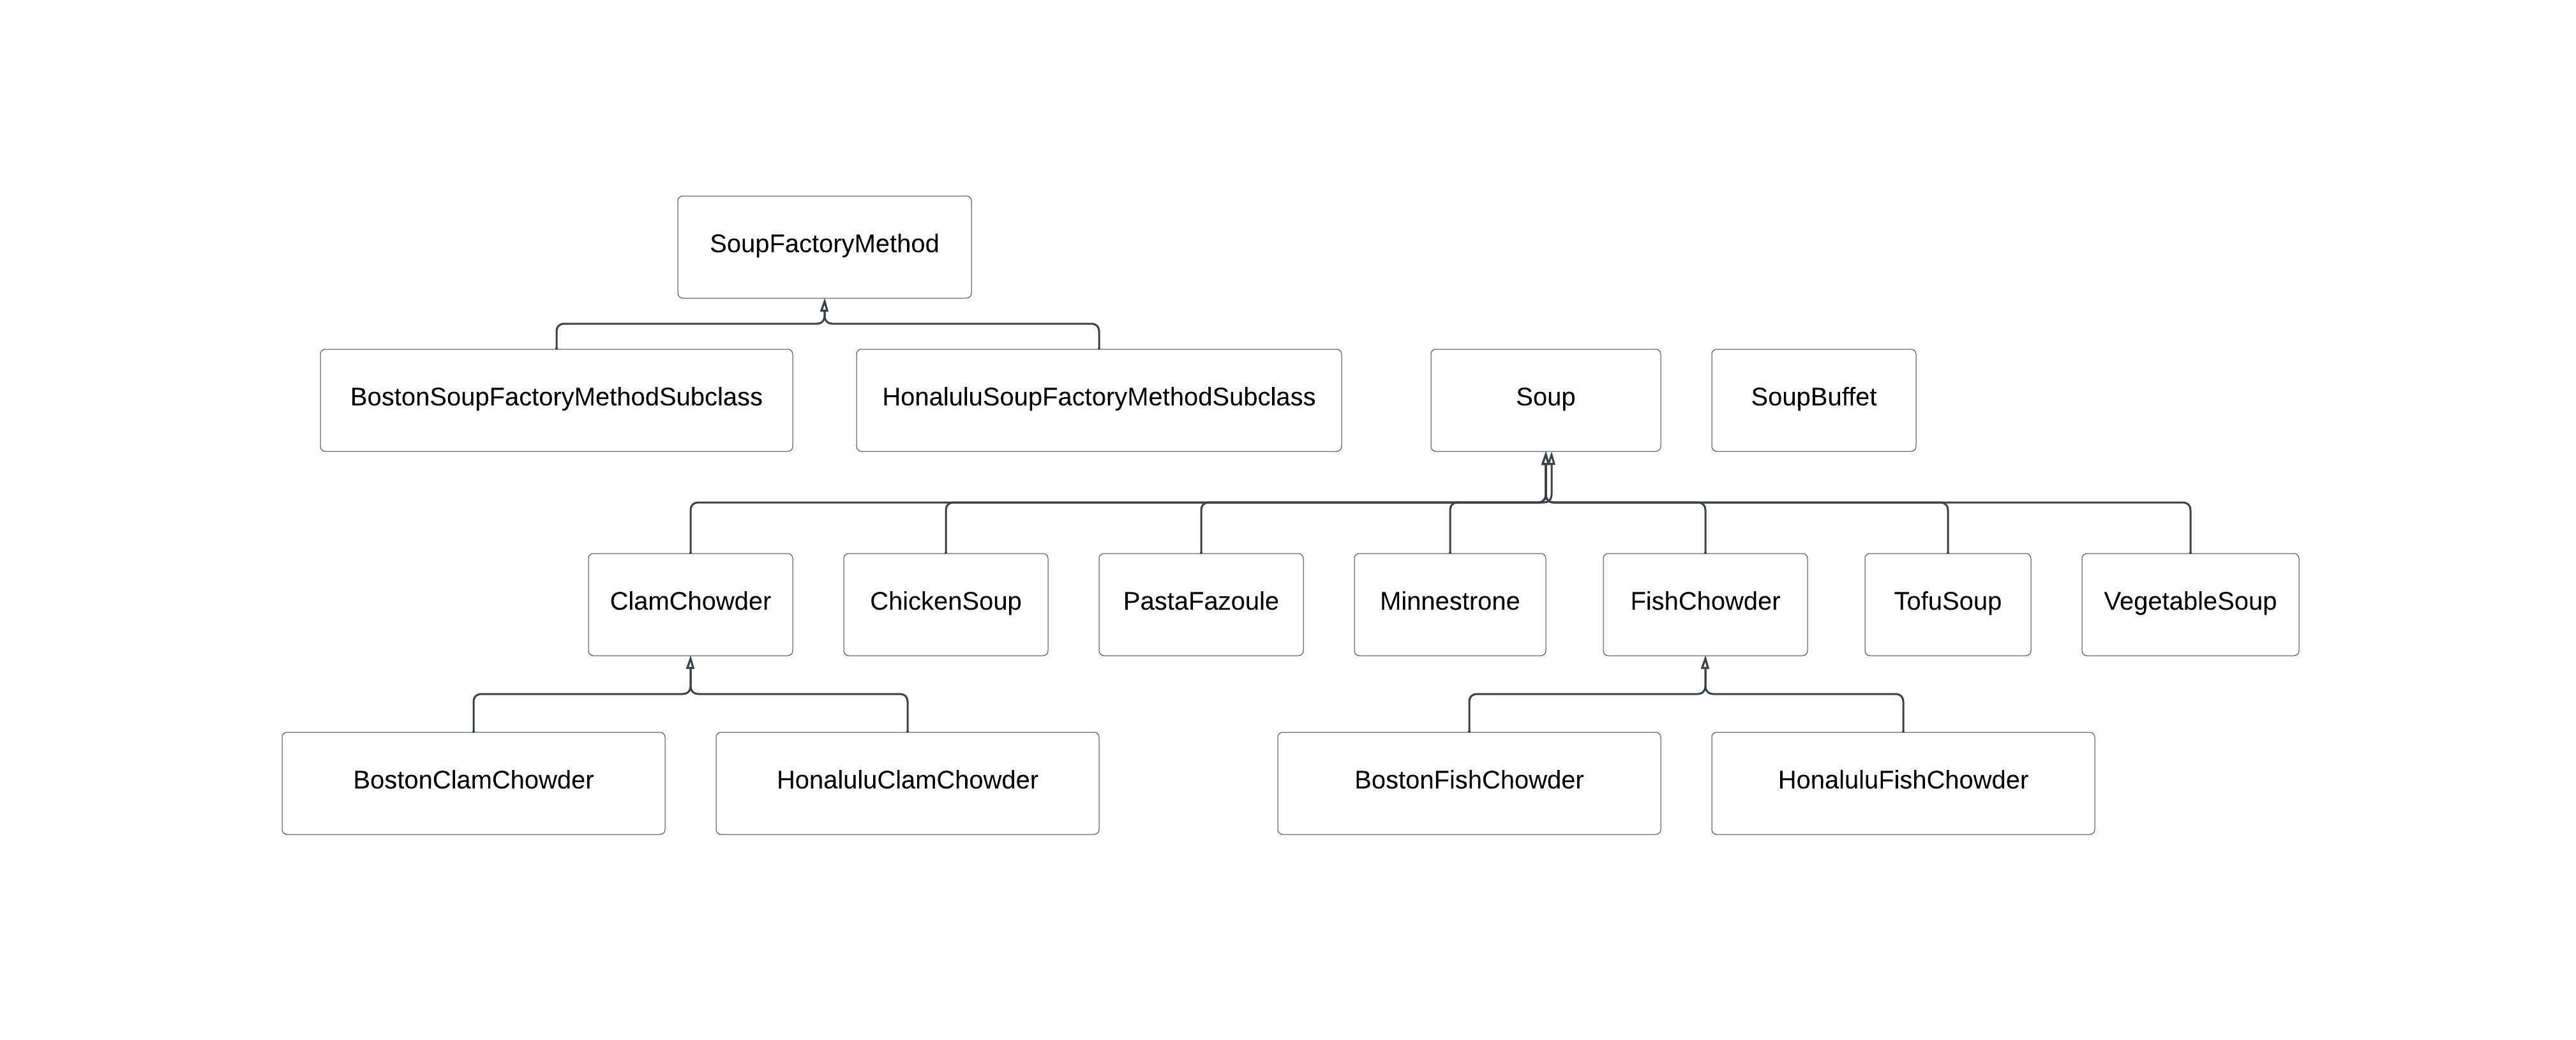 SoupFactoryMethod
BostonSoupFactoryMethodSubclass
HonaluluSoupFactoryMethodSubclass
Soup
SoupBuffet
ClamChowder
ChickenSoup
PastaFazoule
Minnestrone
FishChowder
TofuSoup
VegetableSoup
BostonClamChowder
HonaluluClamChowder
BostonFishChowder
HonaluluFishChowder